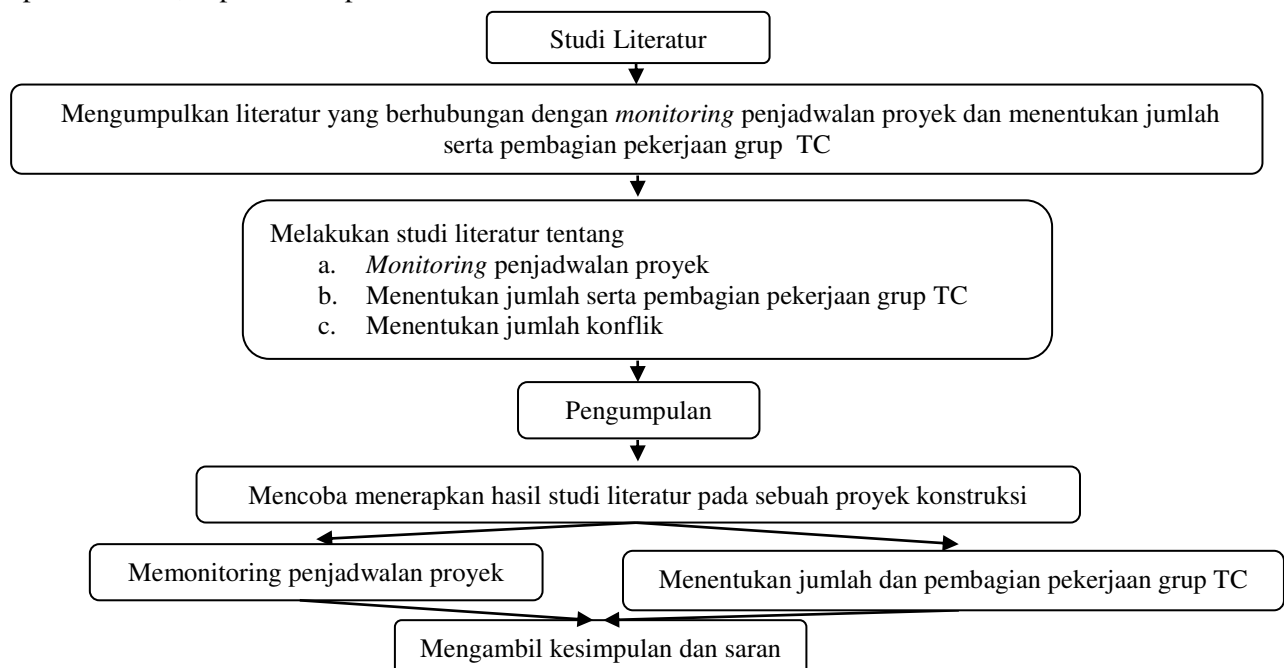 Studi Literatur
Mengumpulkan literatur yang berhubungan dengan monitoring penjadwalan proyek dan menentukan jumlah
serta pembagian pekerjaan grup TC
Melakukan studi literatur tentang
a. Monitoring penjadwalan proyek
b. Menentukan jumlah serta pembagian pekerjaan grup TC
c. Menentukan jumlah konflik
Pengumpulan
Mencoba menerapkan hasil studi literatur pada sebuah proyek konstruksi
Memonitoring penjadwalan proyek
Menentukan jumlah dan pembagian pekerjaan grup TC
Mengambil kesimpulan dan saran